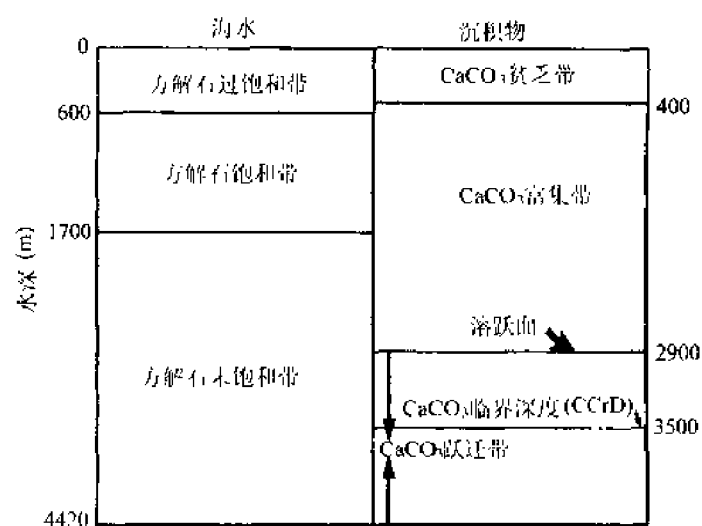 海水
沉积物
0
方解石过饱和带
CaCO₃贫乏带
600
400
方解石饱和带
CaCO₃富集带
1700
水深 (m)
溶跃面
2900
方解石未饱和带
CaCO₃临界深度(CCrD)
3500
CaCO₃跃迁带
4420